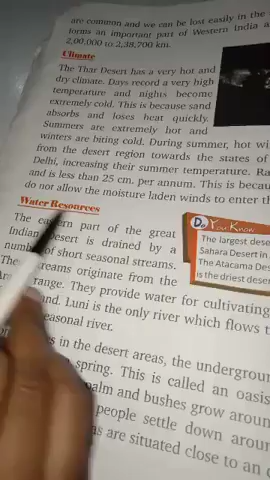 are common and we can be lost easily in the
forms an important part of Western India a
2,00,000 to 2,38,700 km.
Climate
The Thar Desert has a very hot and
dry climate. Days record a very high
temperature and nights become
extremely cold. This is because sand
absorbs and loses heat quickly.
Summers are extremely hot and
winters are biting cold. During summer, hot wi
from the desert region towards the states of
Delhi, increasing their summer temperature. Ra
and is less than 25 cm. per annum. This is becau
do not allow the moisture laden winds to enter th
Water Resources
The eastern part of the great
Indian Desert is drained by a
number of short seasonal streams.
The streams originate from the
range. They provide water for cultivating
nd. Luni is the only river which flows t
seasonal river.
s in the desert areas, the undergroun
spring. This is called an oasis
palm and bushes grow aroun
people settle down aroun
as are situated close to an o
Do You Know
The largest dese
Sahara Desert in
The Atacama Des
is the driest deser